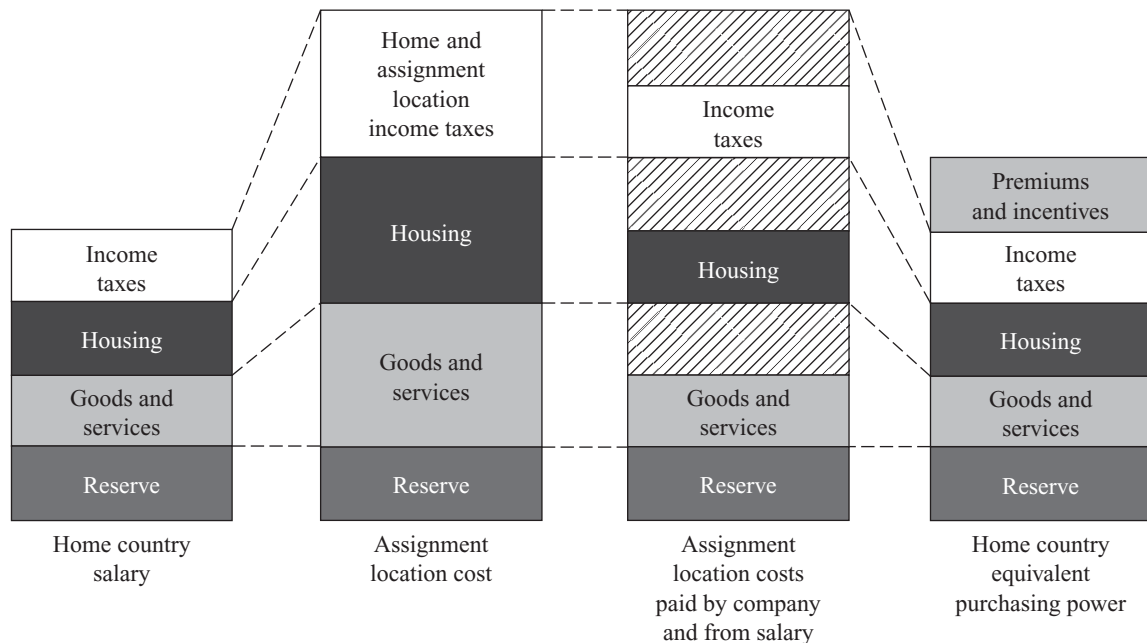 Income
taxes
Housing
Goods and
services
Reserve
Home country
salary
Home and
assignment
location
income taxes
Housing
Goods and
services
Reserve
Assignment
location cost
Income
taxes
Housing
Goods and
services
Reserve
Assignment
location costs
paid by company
and from salary
Premiums
and incentives
Income
taxes
Housing
Goods and
services
Reserve
Home country
equivalent
purchasing power